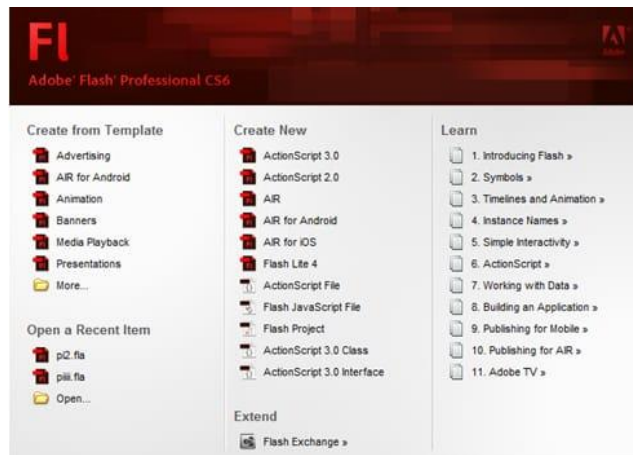 Fl
Adobe
Adobe® Flash® Professional CS6
Create from Template
Advertising
AIR for Android
Animation
Banners
Media Playback
Presentations
More...
Open a Recent Item
pi2.fla
piii.fla
Open...
Create New
ActionScript 3.0
ActionScript 2.0
AIR
AIR for Android
AIR for iOS
Flash Lite 4
ActionScript File
Flash JavaScript File
Flash Project
ActionScript 3.0 Class
ActionScript 3.0 Interface
Extend
Flash Exchange »
Learn
1. Introducing Flash »
2. Symbols »
3. Timelines and Animation »
4. Instance Names »
5. Simple Interactivity »
6. ActionScript »
7. Working with Data »
8. Building an Application »
9. Publishing for Mobile »
10. Publishing for AIR »
11. Adobe TV »